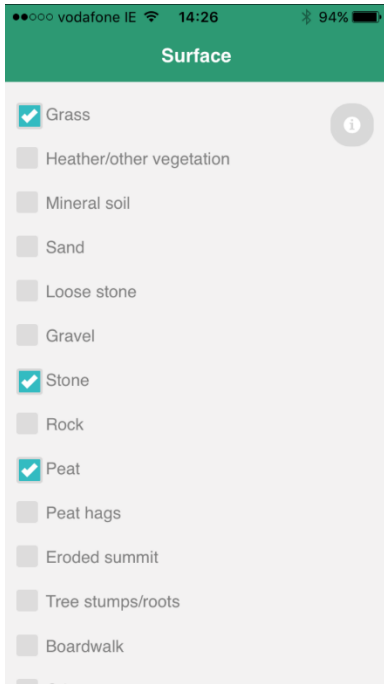 vodafone IE 14:26 94%
Surface
Grass
Heather/other vegetation
Mineral soil
Sand
Loose stone
Gravel
Stone
Rock
Peat
Peat hags
Eroded summit
Tree stumps/roots
Boardwalk